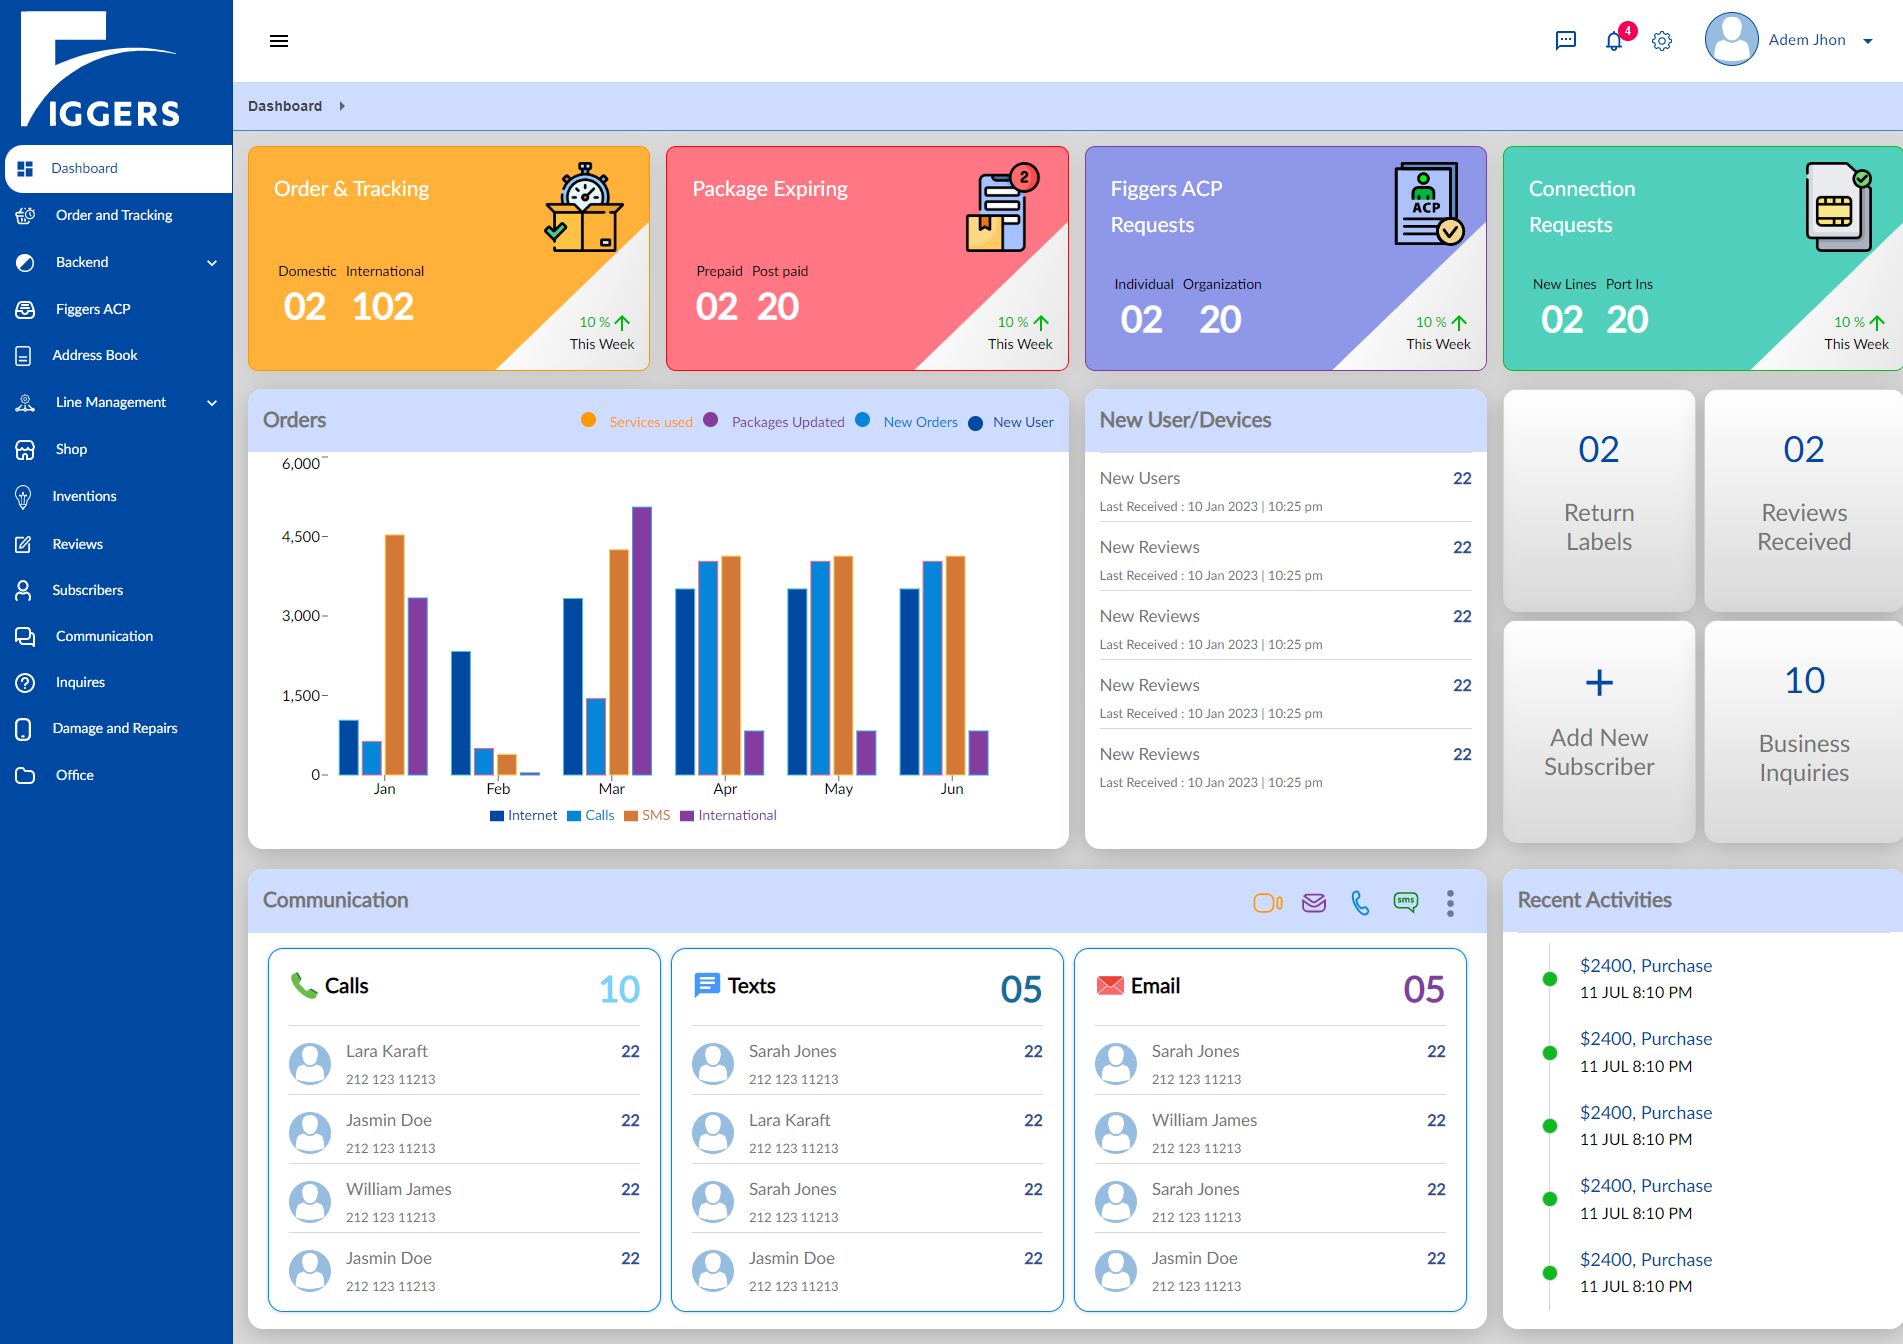 IGGERS
Dashboard
Order and Tracking
Backend
Figgers ACP
Address Book
Line Management
Shop
Inventions
Reviews
Subscribers
Communication
Inquires
Damage and Repairs
Office
4
Adem Jhon
Dashboard
Order & Tracking
Domestic International
02 102
10 %
This Week
Package Expiring
2
Prepaid Post paid
02 20
10 %
This Week
Figgers ACP
Requests
ACP
Individual Organization
02 20
10 %
This Week
Connection
Requests
New Lines Port Ins
02 20
10 %
This Week
Orders
Services used Packages Updated New Orders New User
6,000
4,500
3,000
1,500
0
Jan Feb Mar Apr May Jun
Internet Calls SMS International
New User/Devices
New Users 22
Last Received : 10 Jan 2023 | 10:25 pm
New Reviews 22
Last Received : 10 Jan 2023 | 10:25 pm
New Reviews 22
Last Received : 10 Jan 2023 | 10:25 pm
New Reviews 22
Last Received : 10 Jan 2023 | 10:25 pm
New Reviews 22
Last Received : 10 Jan 2023 | 10:25 pm
02
Return
Labels
02
Reviews
Received
+
Add New
Subscriber
10
Business
Inquiries
Communication
sms
Calls 10
Lara Karaft 22
212 123 11213
Jasmin Doe 22
212 123 11213
William James 22
212 123 11213
Jasmin Doe 22
212 123 11213
Texts 05
Sarah Jones 22
212 123 11213
Lara Karaft 22
212 123 11213
Sarah Jones 22
212 123 11213
Jasmin Doe 22
212 123 11213
Email 05
Sarah Jones 22
212 123 11213
William James 22
212 123 11213
Sarah Jones 22
212 123 11213
Jasmin Doe 22
212 123 11213
Recent Activities
$2400, Purchase
11 JUL 8:10 PM
$2400, Purchase
11 JUL 8:10 PM
$2400, Purchase
11 JUL 8:10 PM
$2400, Purchase
11 JUL 8:10 PM
$2400, Purchase
11 JUL 8:10 PM